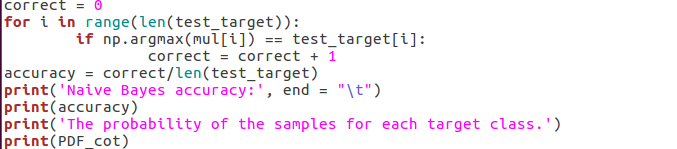 correct = 0
for i in range(len(test_target)):
        if np.argmax(mul[i]) == test_target[i]:
                correct = correct + 1
accuracy = correct/len(test_target)
print('Naive Bayes accuracy:', end = "\t")
print(accuracy)
print('The probability of the samples for each target class.')
print(PDF_cot)